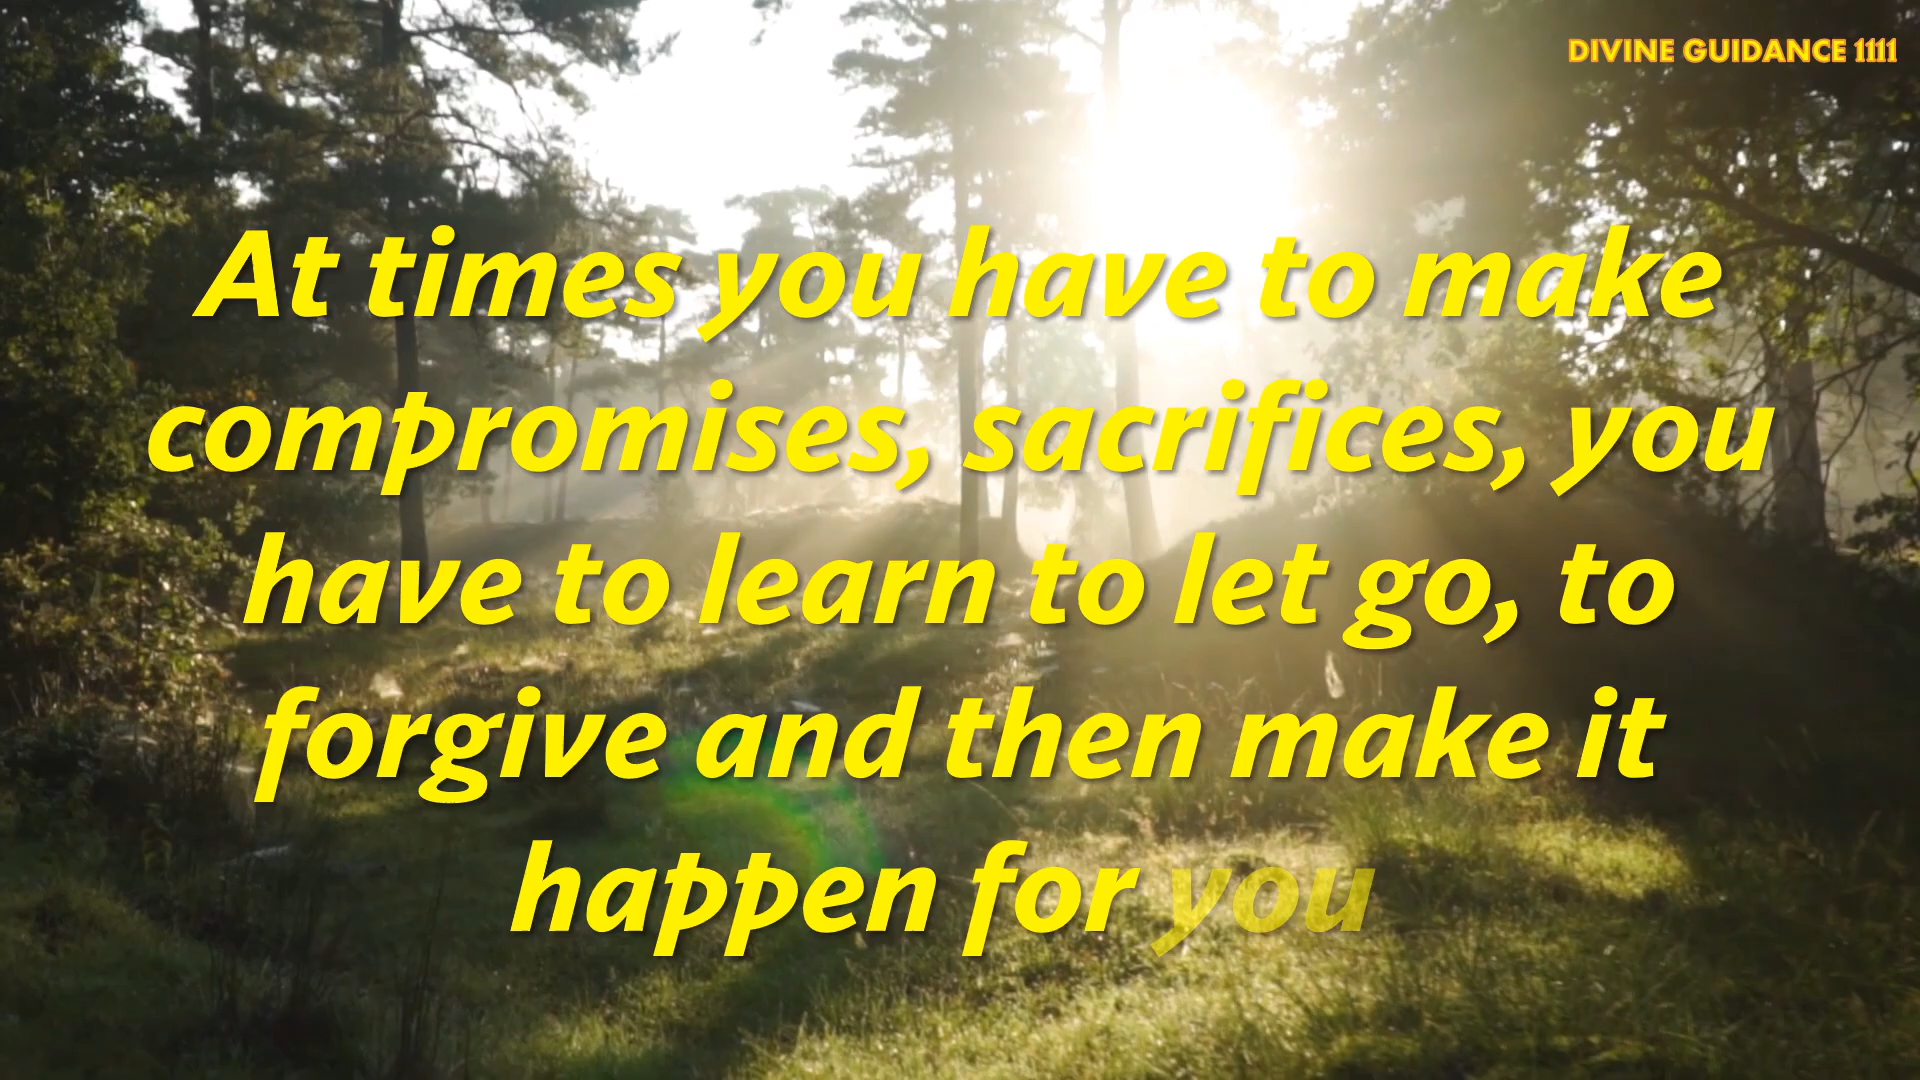 DIVINE GUIDANCE 1111
At times you have to make
compromises, sacrifices, you
have to learn to let go, to
forgive and then make it
happen for you